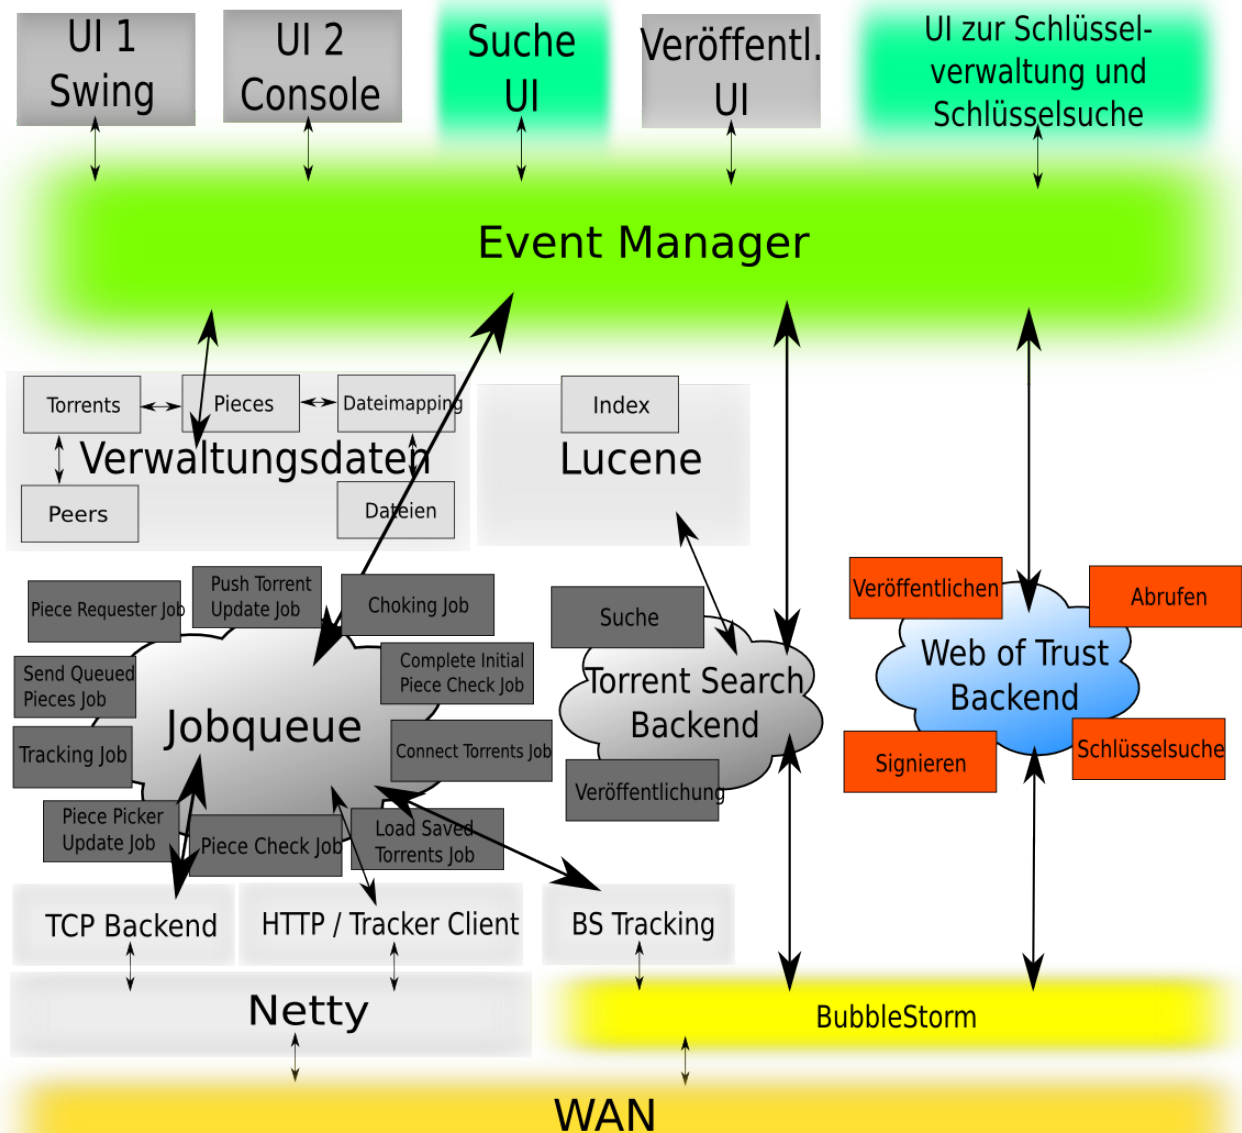 UI 1
Swing
UI 2
Console
Suche
UI
Veröffentl.
UI
UI zur Schlüssel-
verwaltung und
Schlüsselsuche
Event Manager
Torrents
Pieces
Dateimapping
Verwaltungsdaten
Peers
Dateien
Index
Lucene
Piece Requester Job
Push Torrent
Update Job
Choking Job
Send Queued
Pieces Job
Complete Initial
Piece Check Job
Jobqueue
Tracking Job
Connect Torrents Job
Piece Picker
Update Job
Piece Check Job
Load Saved
Torrents Job
Suche
Torrent Search
Backend
Veröffentlichung
Veröffentlichen
Abrufen
Web of Trust
Backend
Signieren
Schlüsselsuche
TCP Backend
HTTP / Tracker Client
BS Tracking
Netty
BubbleStorm
WAN